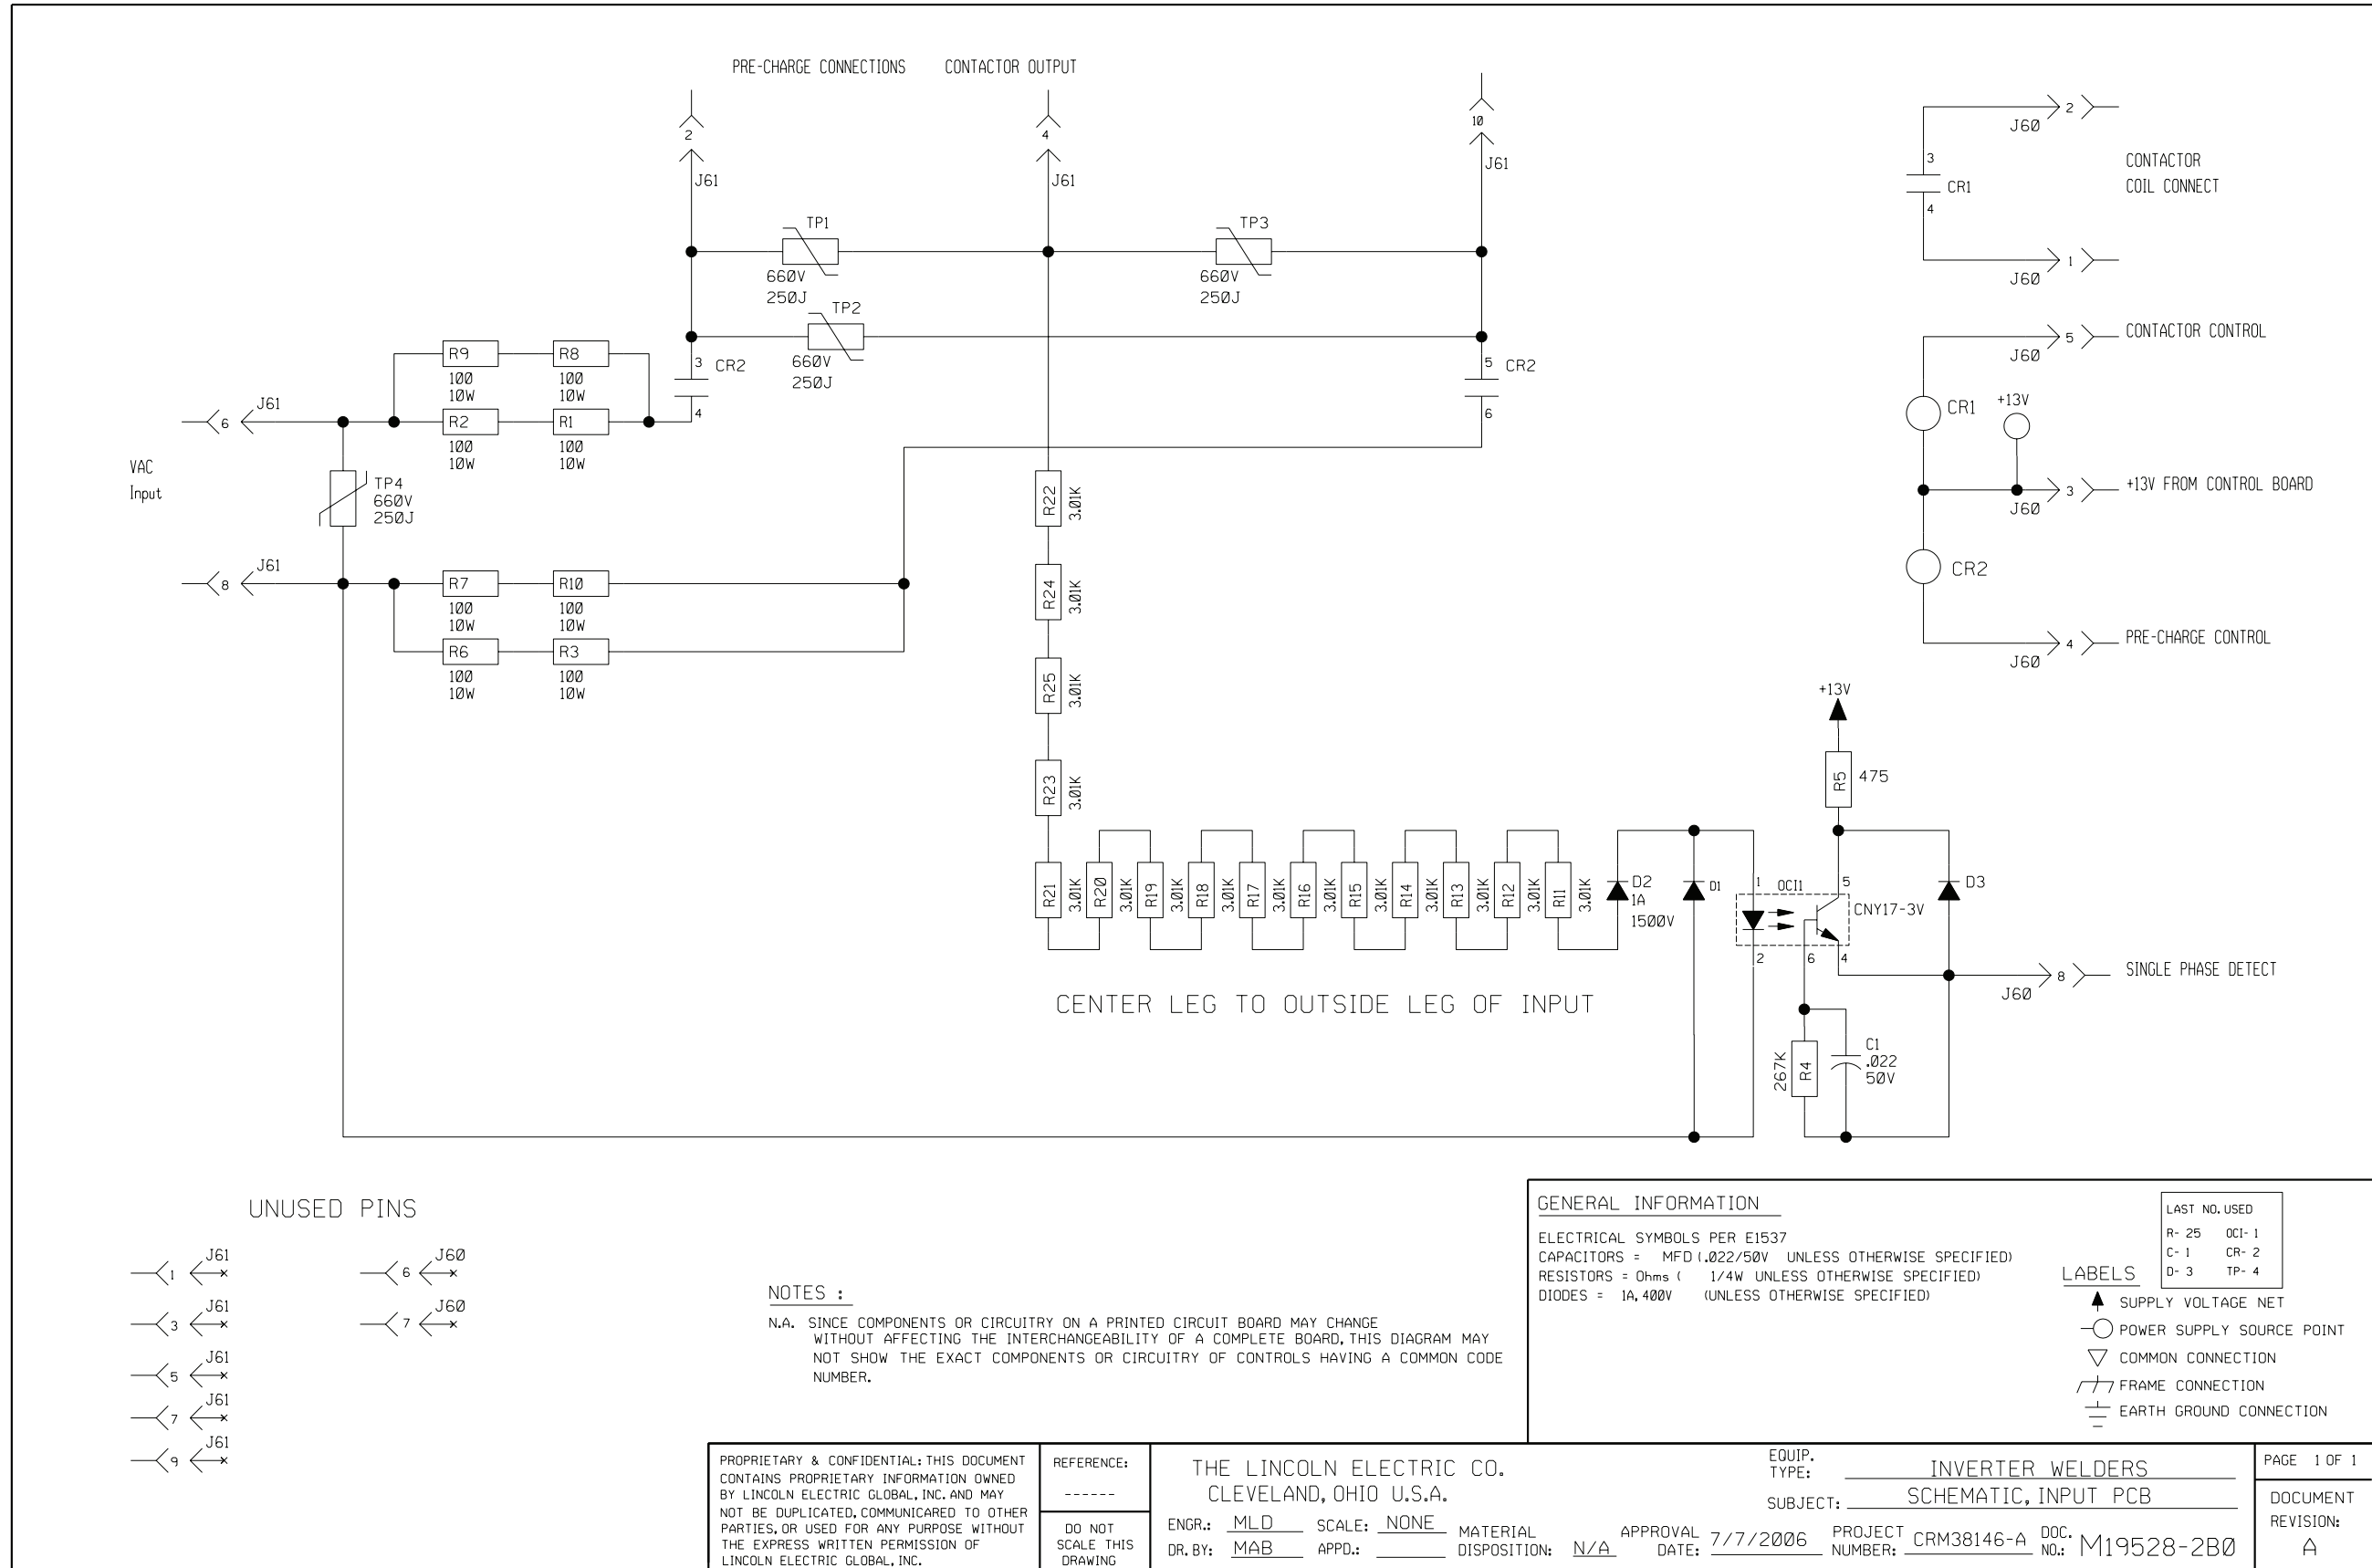 PRE-CHARGE CONNECTIONS CONTACTOR OUTPUT
2
J61
4
J61
10
J61
TP1
660V
250J
TP3
660V
250J
TP2
660V
250J
3
CR2
4
5
CR2
6
R9
100
10W
R8
100
10W
R2
100
10W
R1
100
10W
6
J61
VAC
Input
TP4
660V
250J
8
J61
R7
100
10W
R10
100
10W
R6
100
10W
R3
100
10W
R22
3.01K
R24
3.01K
R25
3.01K
R23
3.01K
R21
3.01K
R20
3.01K
R19
3.01K
R18
3.01K
R17
3.01K
R16
3.01K
R15
3.01K
R14
3.01K
R13
3.01K
R12
3.01K
R11
3.01K
D2
1A
1500V
D1
CENTER LEG TO OUTSIDE LEG OF INPUT
2
J60
3
CR1
4
CONTACTOR
COIL CONNECT
1
J60
5
J60
CONTACTOR CONTROL
CR1
+13V
3
J60
+13V FROM CONTROL BOARD
CR2
4
J60
PRE-CHARGE CONTROL
+13V
R5
475
1
OCI1
5
D3
CNY17-3V
2
6
4
8
J60
SINGLE PHASE DETECT
267K
R4
C1
.022
50V
UNUSED PINS
1
J61
6
J60
3
J61
7
J60
5
J61
7
J61
9
J61
NOTES :
N.A. SINCE COMPONENTS OR CIRCUITRY ON A PRINTED CIRCUIT BOARD MAY CHANGE
WITHOUT AFFECTING THE INTERCHANGEABILITY OF A COMPLETE BOARD, THIS DIAGRAM MAY
NOT SHOW THE EXACT COMPONENTS OR CIRCUITRY OF CONTROLS HAVING A COMMON CODE
NUMBER.
GENERAL INFORMATION
ELECTRICAL SYMBOLS PER E1537
CAPACITORS = MFD (.022/50V UNLESS OTHERWISE SPECIFIED)
RESISTORS = Ohms ( 1/4W UNLESS OTHERWISE SPECIFIED)
DIODES = 1A, 400V (UNLESS OTHERWISE SPECIFIED)
LAST NO. USED
R- 25 OCI- 1
C- 1 CR- 2
D- 3 TP- 4
LABELS
SUPPLY VOLTAGE NET
POWER SUPPLY SOURCE POINT
COMMON CONNECTION
FRAME CONNECTION
EARTH GROUND CONNECTION
PROPRIETARY & CONFIDENTIAL: THIS DOCUMENT
CONTAINS PROPRIETARY INFORMATION OWNED
BY LINCOLN ELECTRIC GLOBAL, INC. AND MAY
NOT BE DUPLICATED, COMMUNICARED TO OTHER
PARTIES, OR USED FOR ANY PURPOSE WITHOUT
THE EXPRESS WRITTEN PERMISSION OF
LINCOLN ELECTRIC GLOBAL, INC.
REFERENCE:
------
DO NOT
SCALE THIS
DRAWING
THE LINCOLN ELECTRIC CO.
CLEVELAND, OHIO U.S.A.
ENGR.: MLD SCALE: NONE
DR. BY: MAB APPD.:
MATERIAL
DISPOSITION: N/A
APPROVAL
DATE: 7/7/2006
EQUIP.
TYPE: INVERTER WELDERS
SUBJECT: SCHEMATIC, INPUT PCB
PROJECT
NUMBER: CRM38146-A
DOC.
NO.: M19528-2B0
PAGE 1 OF 1
DOCUMENT
REVISION:
A